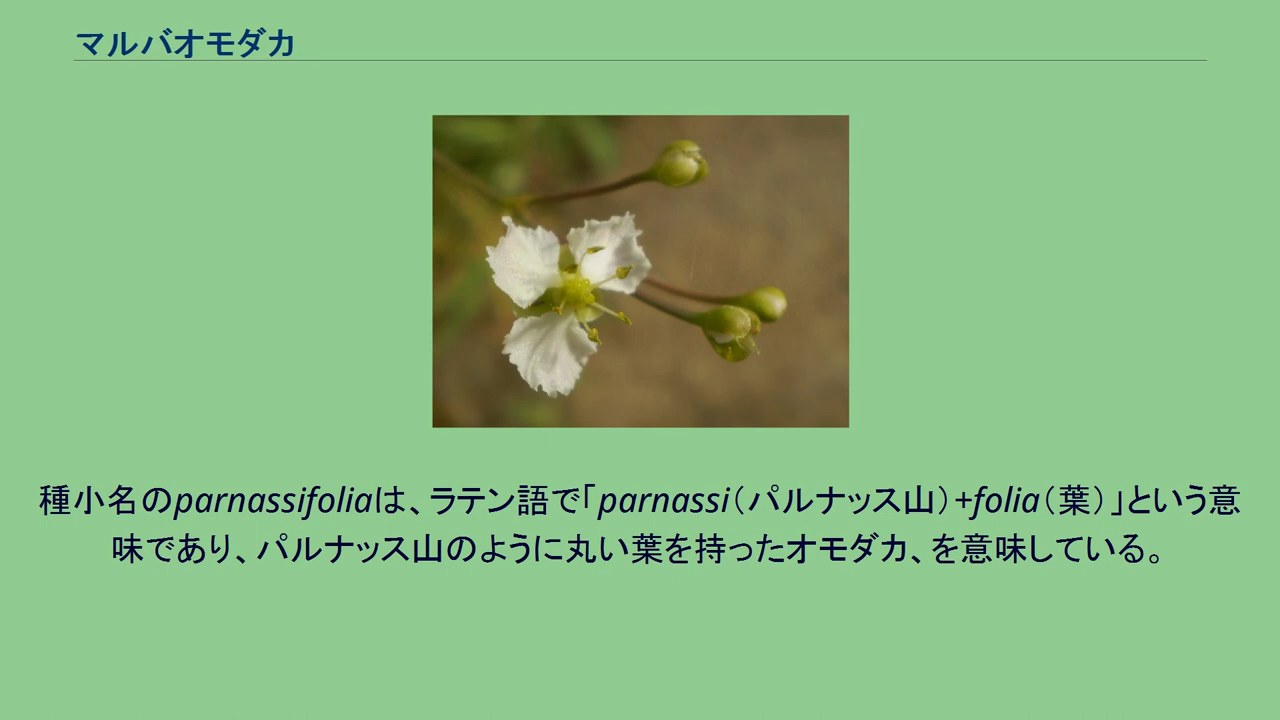 マルバオモダカ
種小名のparnassifoliaは、ラテン語で「parnassi（パルナッス山）+folia（葉）」という意
味であり、パルナッス山のように丸い葉を持ったオモダカ、を意味している。